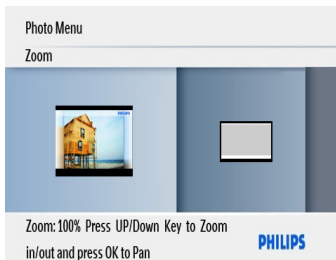 Photo Menu
Zoom
PHILIPS
Zoom: 100% Press UP/Down Key to Zoom
in/out and press OK to Pan
PHILIPS